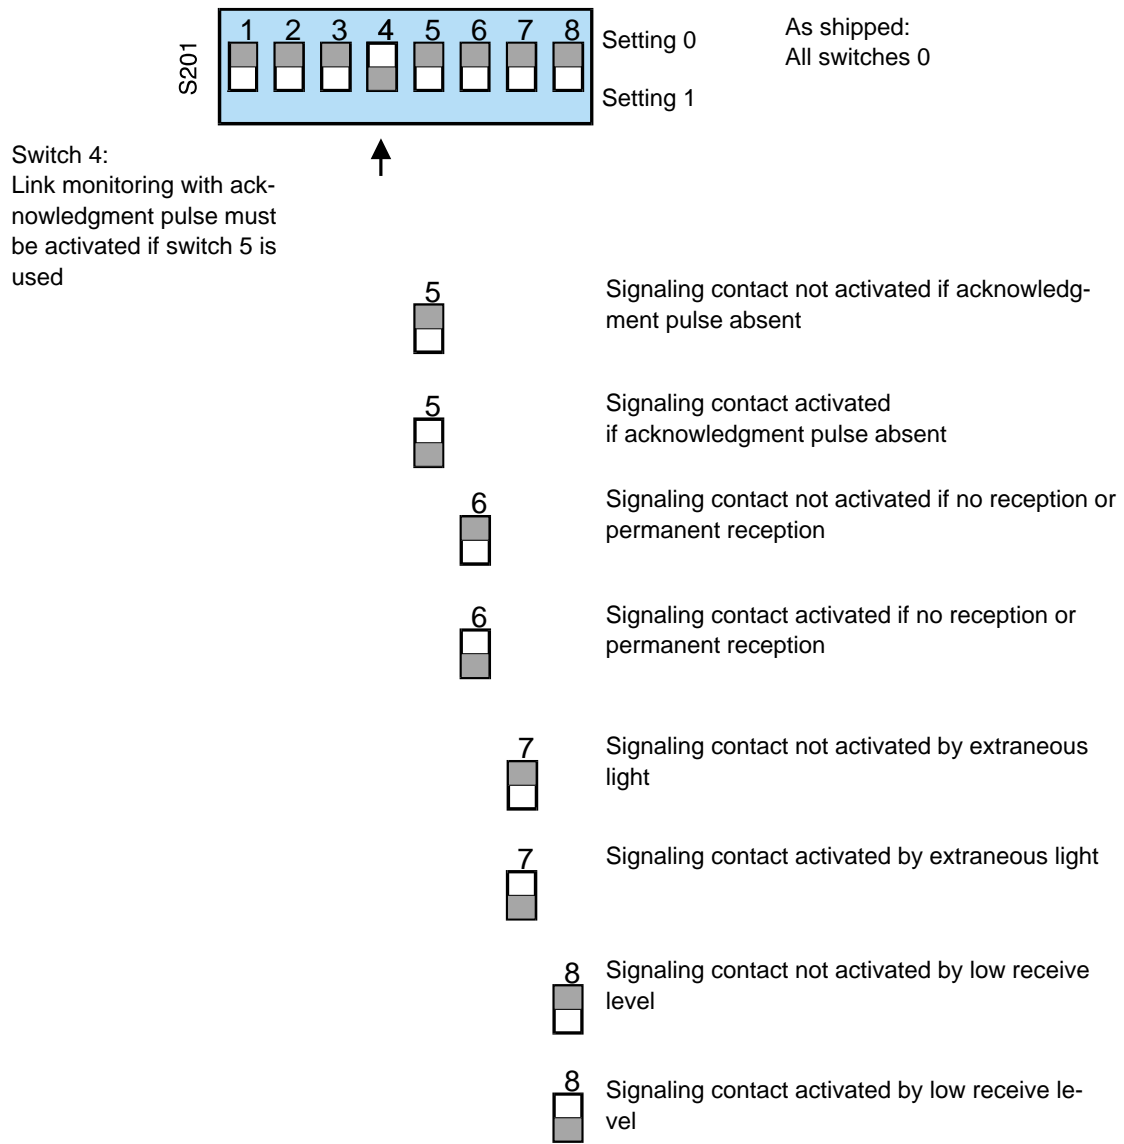 1 2 3 4 5 6 7 8
S201
Setting 0
Setting 1
As shipped:
All switches 0
Switch 4:
Link monitoring with ack-
nowledgment pulse must
be activated if switch 5 is
used
5
Signaling contact not activated if acknowledg-
ment pulse absent
5
Signaling contact activated
if acknowledgment pulse absent
6
Signaling contact not activated if no reception or
permanent reception
6
Signaling contact activated if no reception or
permanent reception
7
Signaling contact not activated by extraneous
light
7
Signaling contact activated by extraneous light
8
Signaling contact not activated by low receive
level
8
Signaling contact activated by low receive le-
vel